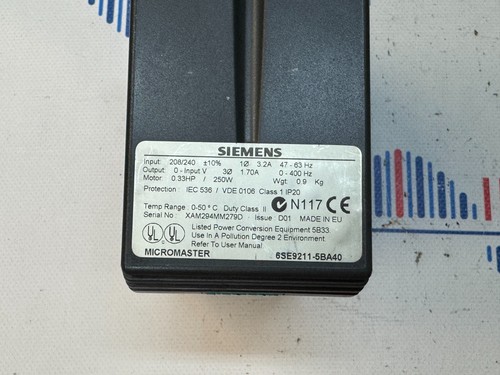 SIEMENS
Input: 208/240 ±10% 1Ø 3.2A 47 - 63 Hz
Output: 0 - Input V 3Ø 1.70A 0 - 400 Hz
Motor: 0.33HP / 250W Wgt: 0.9 Kg
Protection: IEC 536 / VDE 0106 Class 1 IP20
Temp Range: 0-50 ° C. Duty Class II
N117 CE
Serial No: XAM294MM279D Issue: D01 MADE IN EU
UL UL
Listed Power Conversion Equipment 5B33.
Use In A Pollution Degree 2 Environment
Refer To User Manual.
MICROMASTER 6SE9211-5BA40